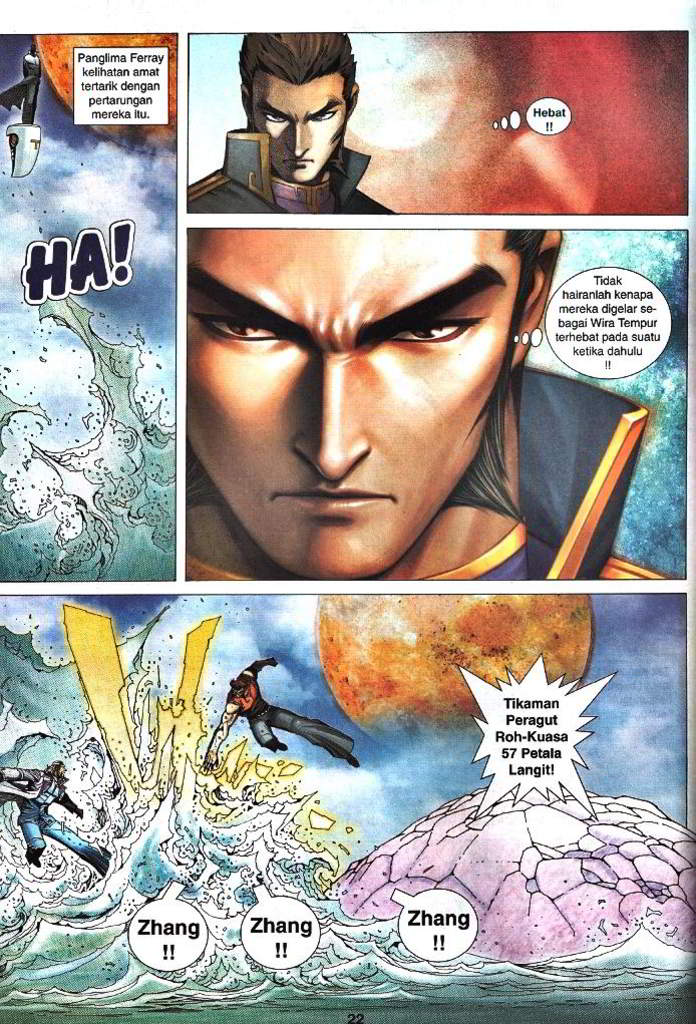 Panglima Ferray
kelihatan amat
tertarik dengan
pertarungan
mereka itu.
HA!
Hebat
!!
Tidak
hairanlah kenapa
mereka digelar se-
bagai Wira Tempur
terhebat pada suatu
ketika dahulu
!!
Tikaman
Peragut
Roh-Kuasa
57 Petala
Langit!
Zhang
!!
Zhang
!!
Zhang
!!
22